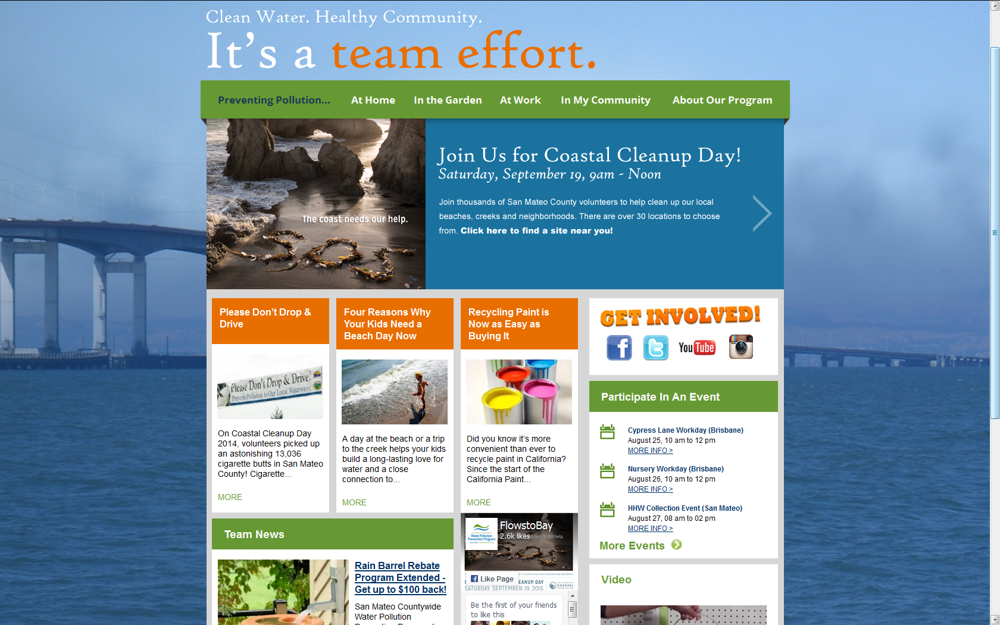 Clean Water. Healthy Community.
It's a team effort.
Preventing Pollution... At Home In the Garden At Work In My Community About Our Program
The coast needs our help.
SOS
Join Us for Coastal Cleanup Day!
Saturday, September 19, 9am - Noon
Join thousands of San Mateo County volunteers to help clean up our local
beaches, creeks and neighborhoods. There are over 30 locations to choose
from. Click here to find a site near you!
Please Don't Drop &
Drive
Please Don't Drop & Drive!
Prevent Pollution to Our Local Waterways
On Coastal Cleanup Day
2014, volunteers picked up
an astonishing 13,036
cigarette butts in San Mateo
County! Cigarette...
MORE
Four Reasons Why
Your Kids Need a
Beach Day Now
A day at the beach or a trip
to the creek helps your kids
build a long-lasting love for
water and a close
connection to...
MORE
Recycling Paint is
Now as Easy as
Buying It
Did you know it's more
convenient than ever to
recycle paint in California?
Since the start of the
California Paint...
MORE
GET INVOLVED!
You Tube
Participate In An Event
Cypress Lane Workday (Brisbane)
August 25, 10 am to 12 pm
MORE INFO >
Nursery Workday (Brisbane)
August 26, 10 am to 12 pm
MORE INFO >
HHW Collection Event (San Mateo)
August 27, 08 am to 02 pm
MORE INFO >
More Events
Video
Team News
Rain Barrel Rebate
Program Extended -
Get up to $100 back!
San Mateo Countywide
Water Pollution
Water Pollution
Prevention Program
FlowstoBay
2.6k likes
needs our help.
Like Page
EANUP DAY
SATURDAY SEPTEMBER 19, 2015
COASTAL
Be the first of your friends
to like this